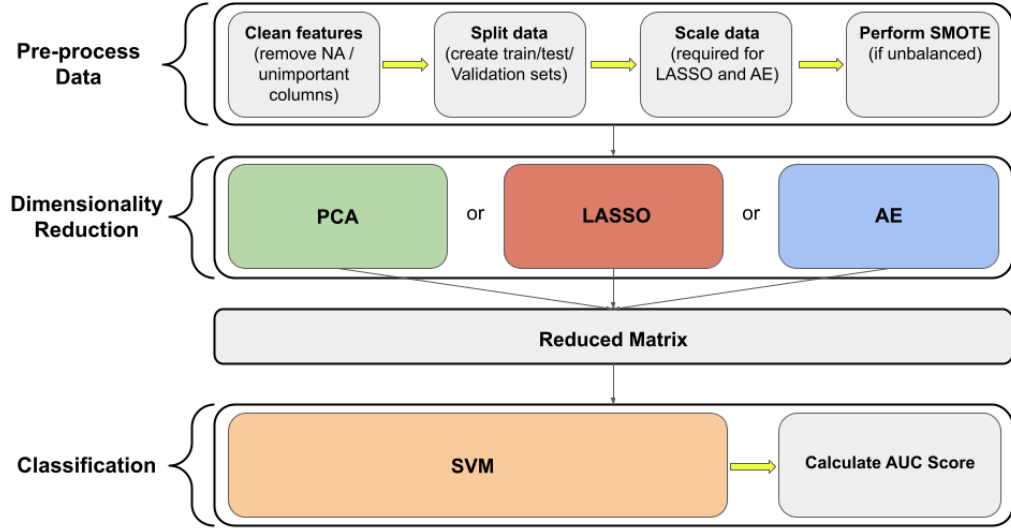 Pre-process
Data
Clean features
(remove NA /
unimportant
columns)
Split data
(create train/test/
Validation sets)
Scale data
(required for
LASSO and AE)
Perform SMOTE
(if unbalanced)
Dimensionality
Reduction
PCA
or
LASSO
or
AE
Reduced Matrix
Classification
SVM
Calculate AUC Score